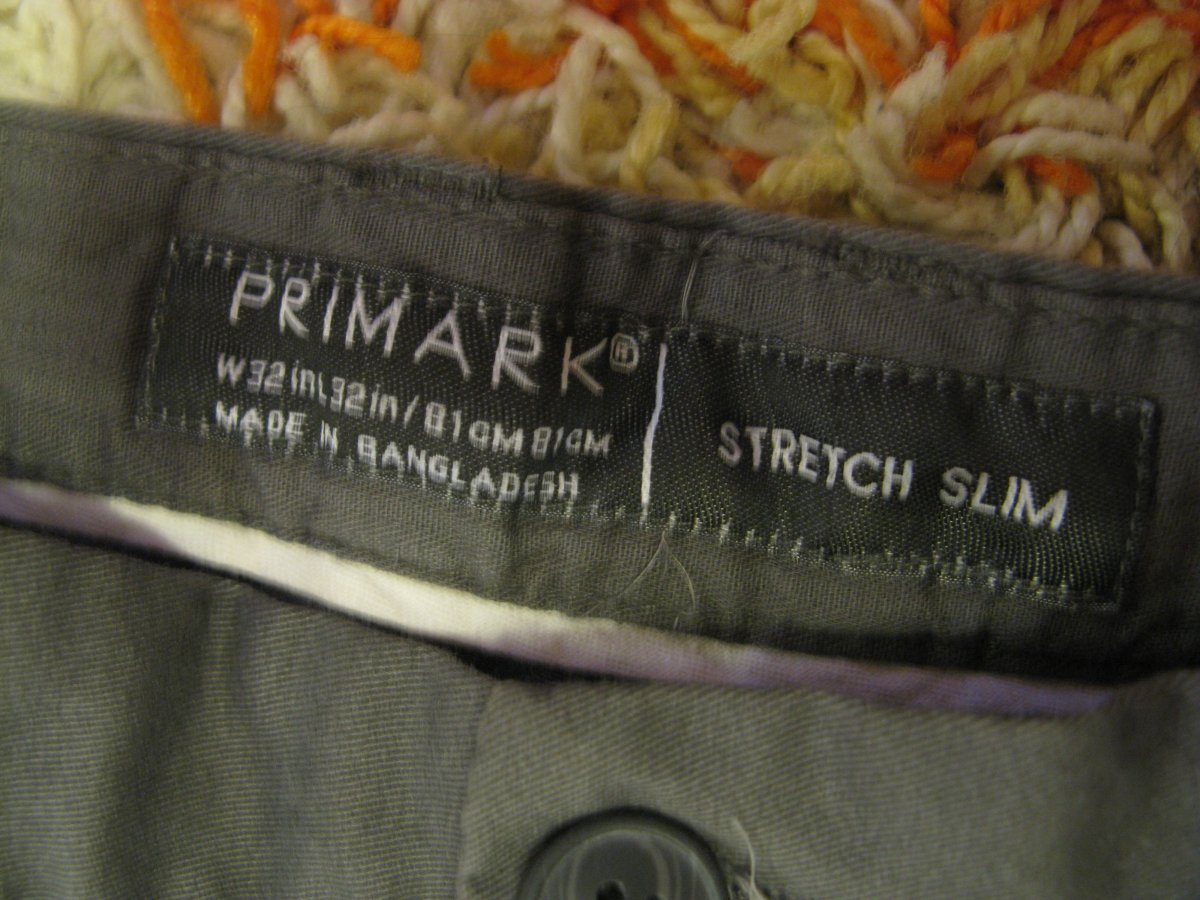 PRIMARK®
W32in L32in/81CM 81CM
MADE IN BANGLADESH
STRETCH SLIM